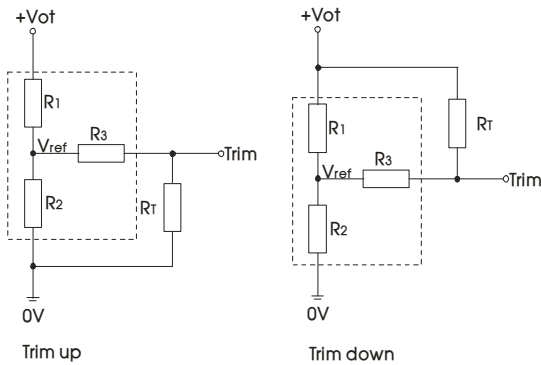 +Vot
R1
Vref
R3
Trim
R2
RT
0V
Trim up
+Vot
R1
RT
Vref
R3
Trim
R2
0V
Trim down